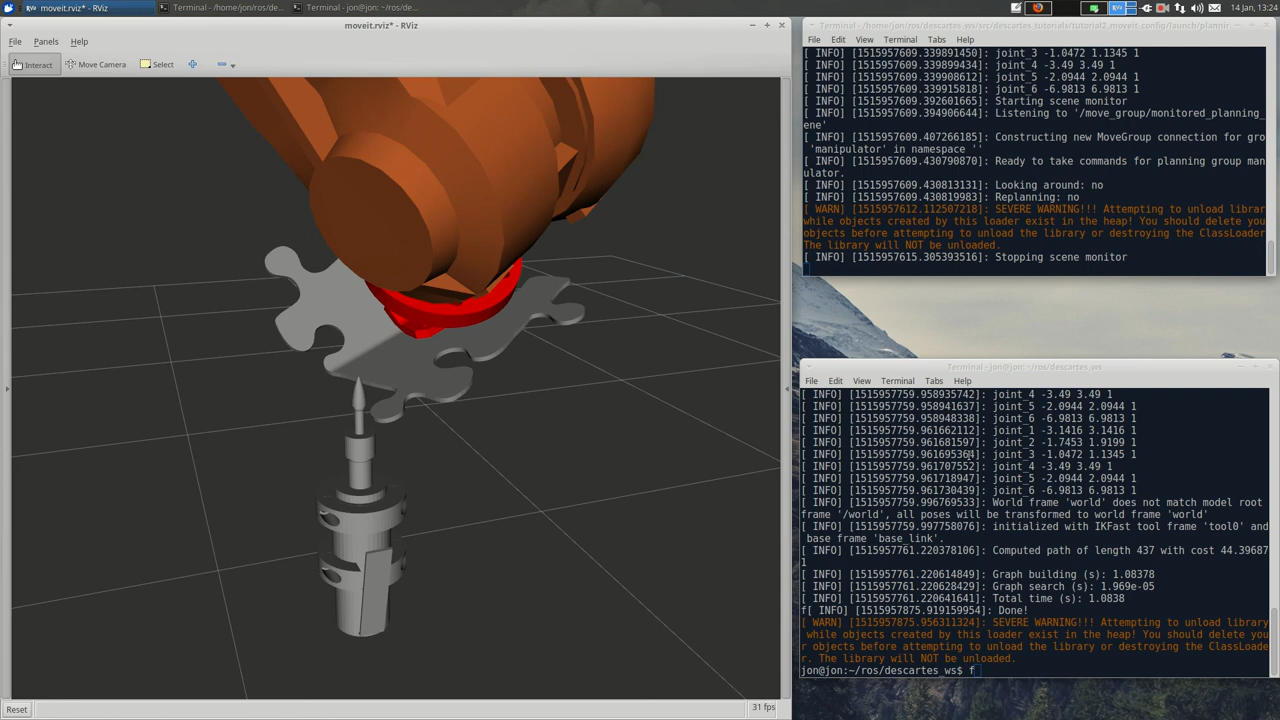 moveit.rviz* - RViz
Terminal - /home/jon/ros/de...
Terminal - jon@jon: ~/ros/de...
14 Jan, 13:24
moveit.rviz* - RViz
File Panels Help
Interact Move Camera Select
Reset
31 fps
Terminal - /home/jon/ros/descartes_ws/src/descartes_tutorials/tutorial2_moveit_config/launch/plannin
File Edit View Terminal Tabs Help
[ INFO] [1515957609.339891450]: joint_3 -1.0472 1.1345 1
[ INFO] [1515957609.339899434]: joint_4 -3.49 3.49 1
[ INFO] [1515957609.339908612]: joint_5 -2.0944 2.0944 1
[ INFO] [1515957609.339915818]: joint_6 -6.9813 6.9813 1
[ INFO] [1515957609.392601665]: Starting scene monitor
[ INFO] [1515957609.394906644]: Listening to '/move_group/monitored_planning_
ene'
[ INFO] [1515957609.407266185]: Constructing new MoveGroup connection for gro
'manipulator' in namespace ''
[ INFO] [1515957609.430790870]: Ready to take commands for planning group man
ulator.
[ INFO] [1515957609.430813131]: Looking around: no
[ INFO] [1515957609.430819983]: Replanning: no
[ WARN] [1515957612.112507218]: SEVERE WARNING!!! Attempting to unload librar
while objects created by this loader exist in the heap! You should delete you
objects before attempting to unload the library or destroying the ClassLoader
The library will NOT be unloaded.
[ INFO] [1515957615.305393516]: Stopping scene monitor
Terminal - jon@jon: ~/ros/descartes_ws
File Edit View Terminal Tabs Help
[ INFO] [1515957759.958935742]: joint_4 -3.49 3.49 1
[ INFO] [1515957759.958941637]: joint_5 -2.0944 2.0944 1
[ INFO] [1515957759.958948338]: joint_6 -6.9813 6.9813 1
[ INFO] [1515957759.961662112]: joint_1 -3.1416 3.1416 1
[ INFO] [1515957759.961681597]: joint_2 -1.7453 1.9199 1
[ INFO] [1515957759.961695364]: joint_3 -1.0472 1.1345 1
[ INFO] [1515957759.961707552]: joint_4 -3.49 3.49 1
[ INFO] [1515957759.961718947]: joint_5 -2.0944 2.0944 1
[ INFO] [1515957759.961730439]: joint_6 -6.9813 6.9813 1
[ INFO] [1515957759.996769533]: World frame 'world' does not match model root
frame '/world', all poses will be transformed to world frame 'world'
[ INFO] [1515957759.997758076]: initialized with IKFast tool frame 'tool0' and
base frame 'base_link'.
[ INFO] [1515957761.220378106]: Computed path of length 437 with cost 44.39687
1
[ INFO] [1515957761.220614849]: Graph building (s): 1.08378
[ INFO] [1515957761.220628429]: Graph search (s): 1.969e-05
[ INFO] [1515957761.220641641]: Total time (s): 1.0838
f[ INFO] [1515957875.919159954]: Done!
[ WARN] [1515957875.956311324]: SEVERE WARNING!!! Attempting to unload library
while objects created by this loader exist in the heap! You should delete you
r objects before attempting to unload the library or destroying the ClassLoade
r. The library will NOT be unloaded.
jon@jon:~/ros/descartes_ws$ f